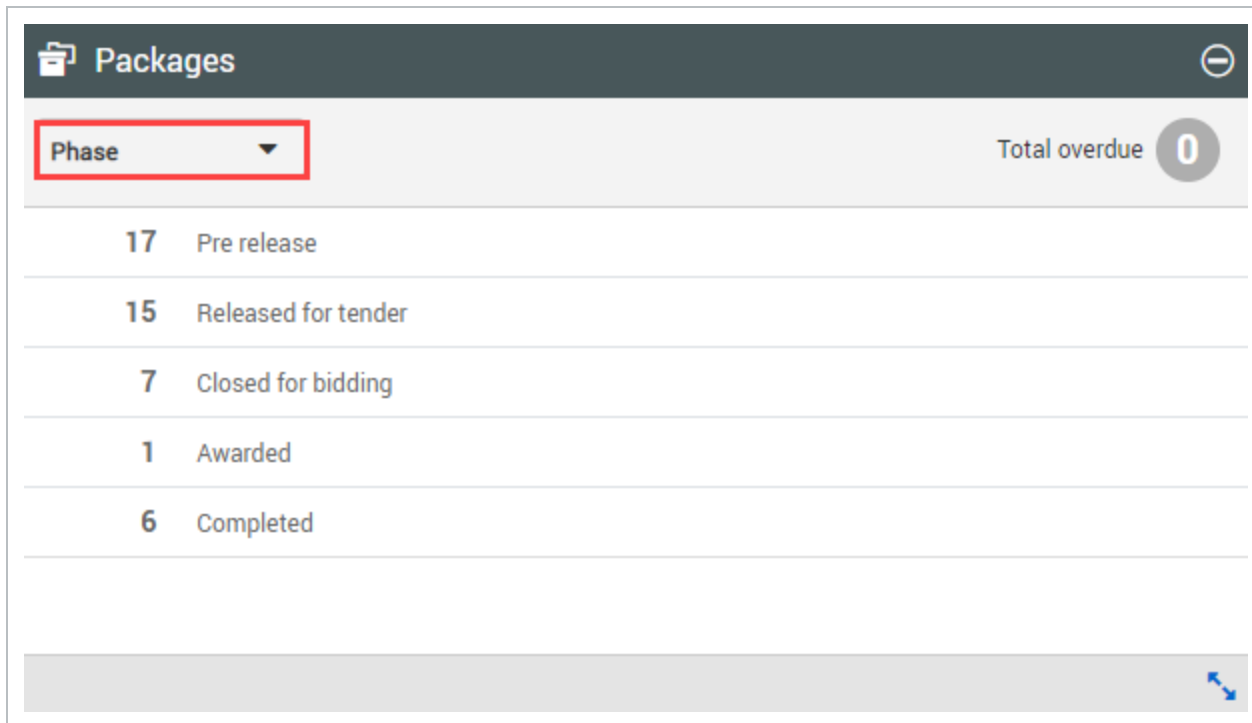 Packages
Phase
Total overdue 0
17 Pre release
15 Released for tender
7 Closed for bidding
1 Awarded
6 Completed